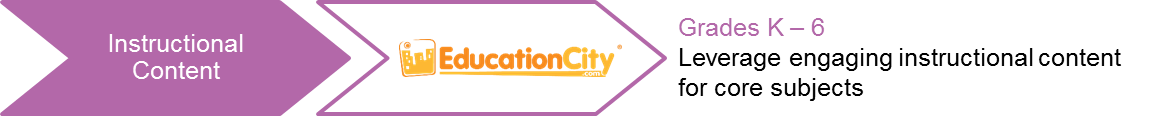 Instructional
Content
EducationCity®
.com
Grades K – 6
Leverage engaging instructional content
for core subjects